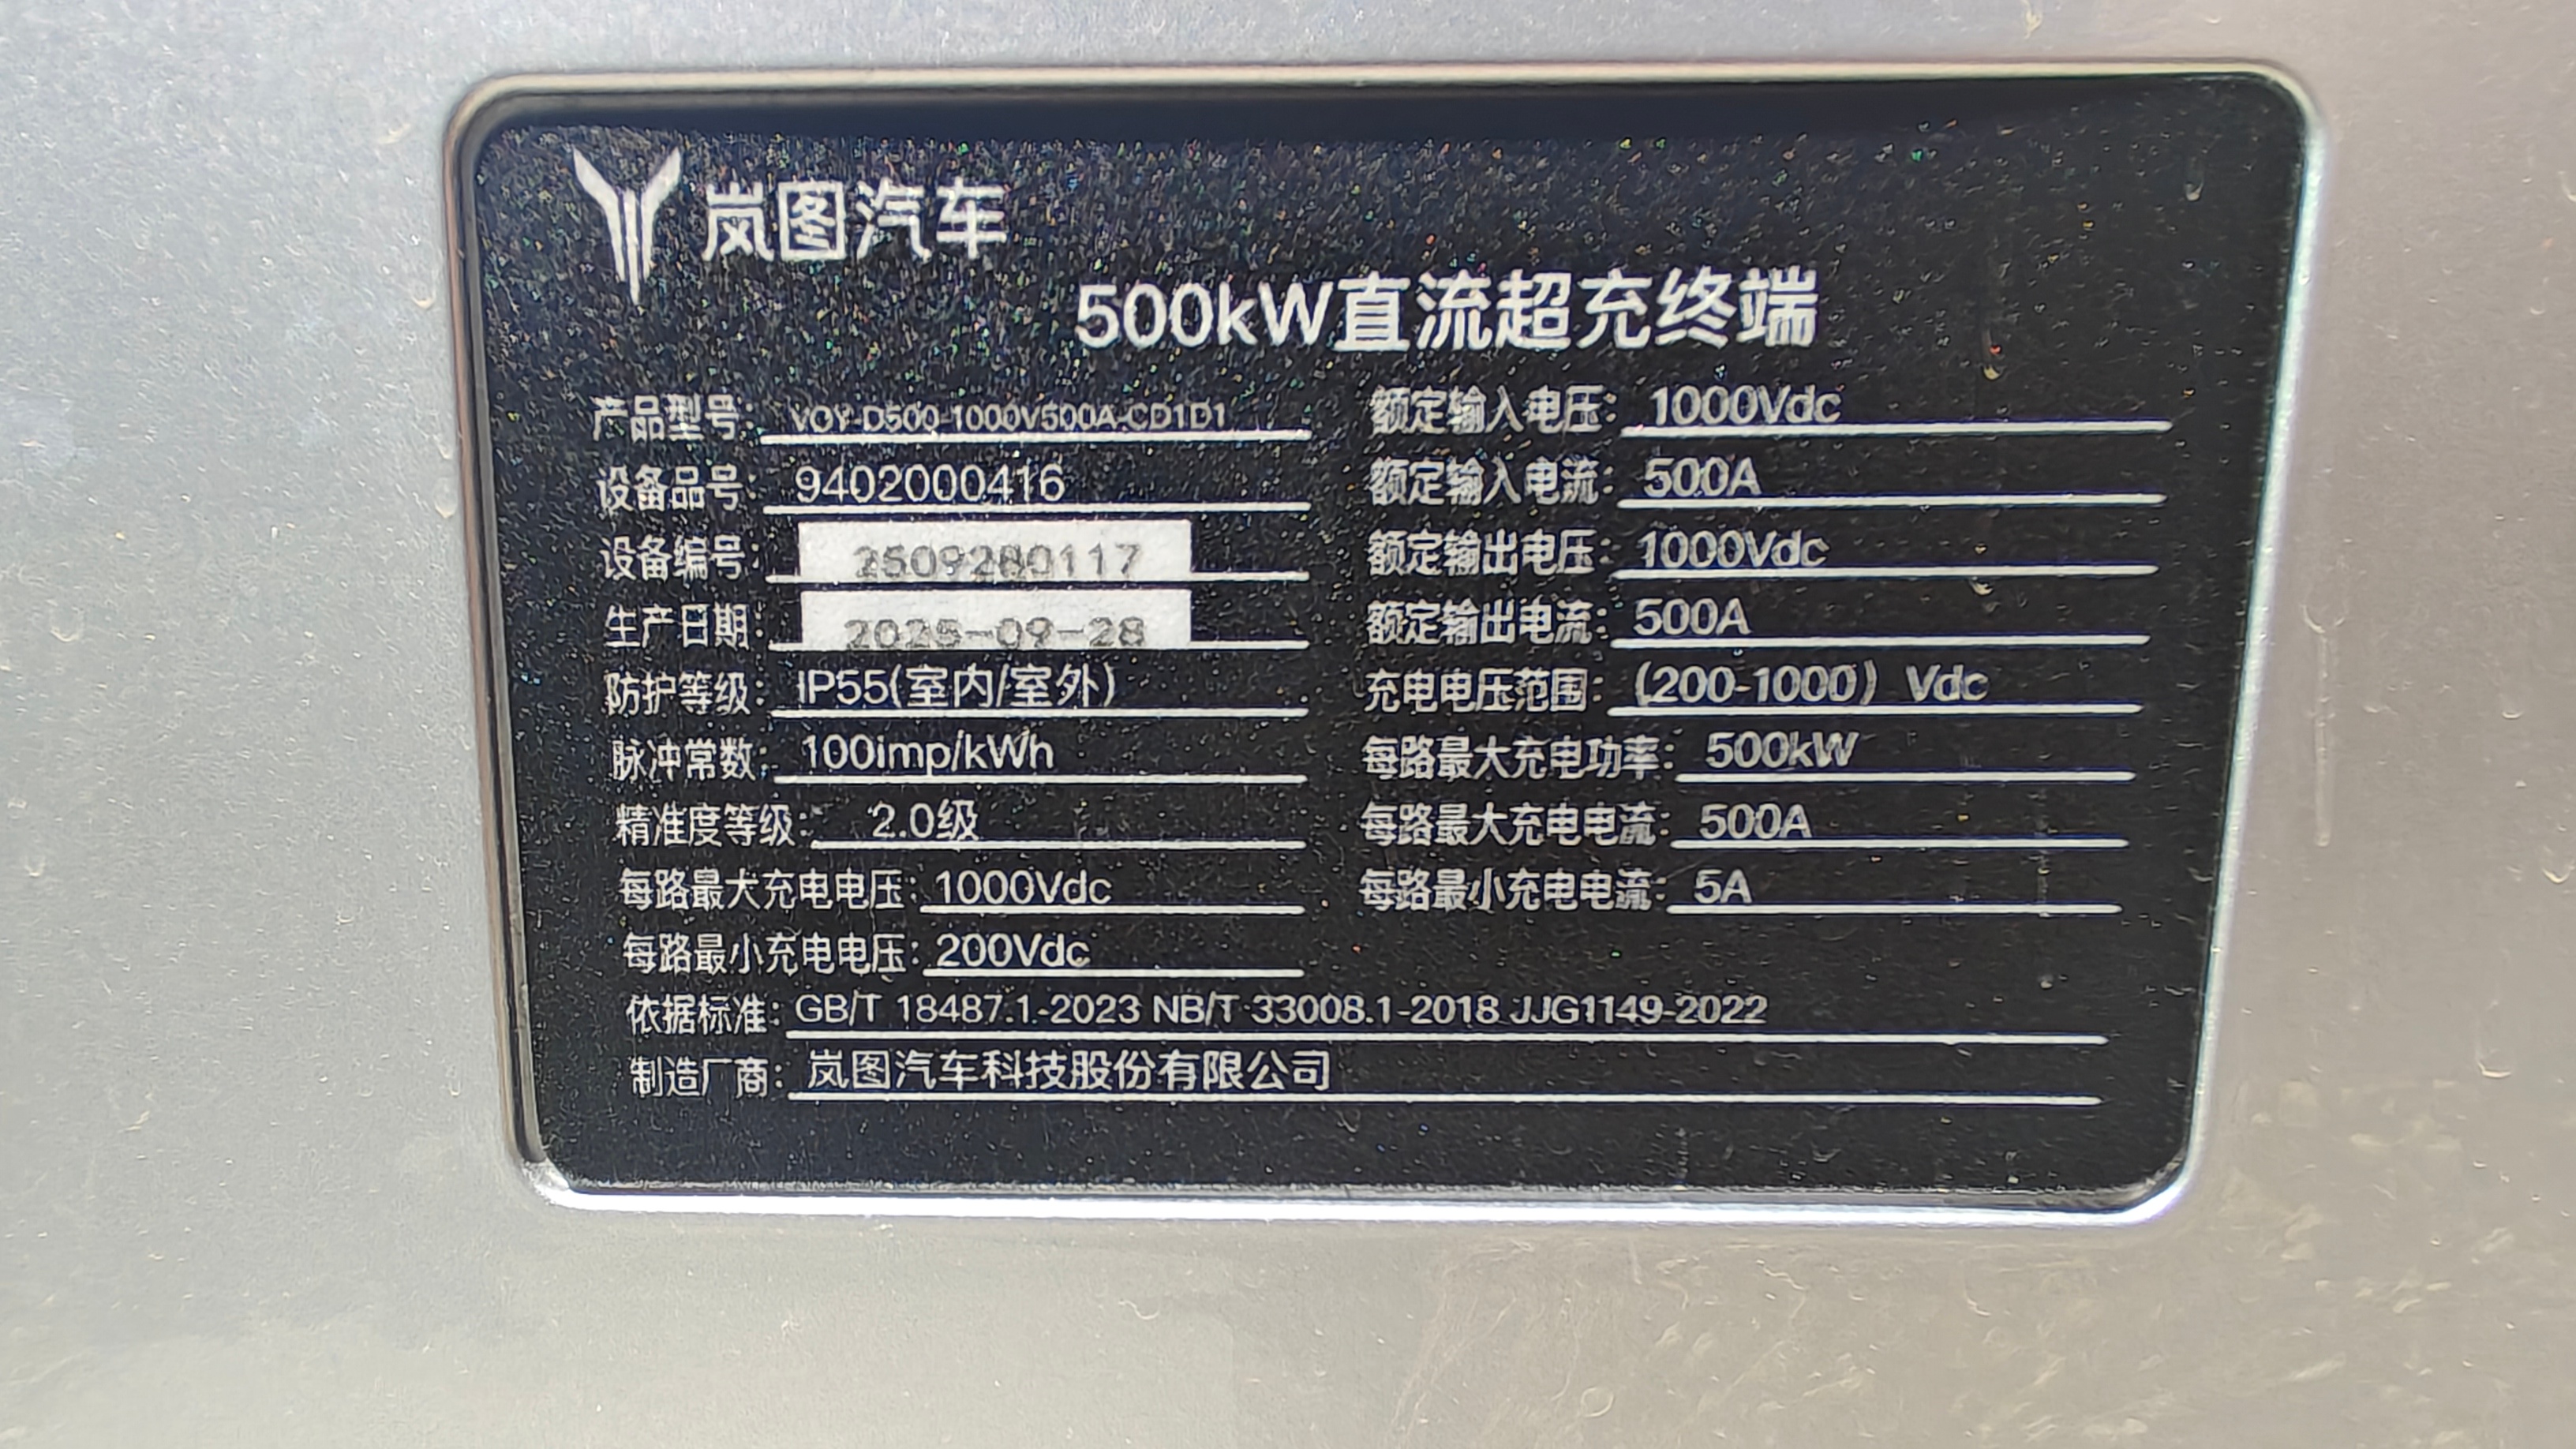 岚图汽车
500kW直流超充终端
产品型号：VOY-D500-1000V500A-CD1D1
设备品号：9402000416
设备编号：2509280117
生产日期：2025-09-28
防护等级：IP55(室内/室外)
脉冲常数：100imp/kWh
精准度等级：2.0级
每路最大充电电压：1000Vdc
每路最小充电电压：200Vdc
额定输入电压：1000Vdc
额定输入电流：500A
额定输出电压：1000Vdc
额定输出电流：500A
充电电压范围：（200-1000）Vdc
每路最大充电功率：500kW
每路最大充电电流：500A
每路最小充电电流：5A
依据标准：GB/T 18487.1-2023 NB/T 33008.1-2018 JJG1149-2022
制造厂商：岚图汽车科技股份有限公司